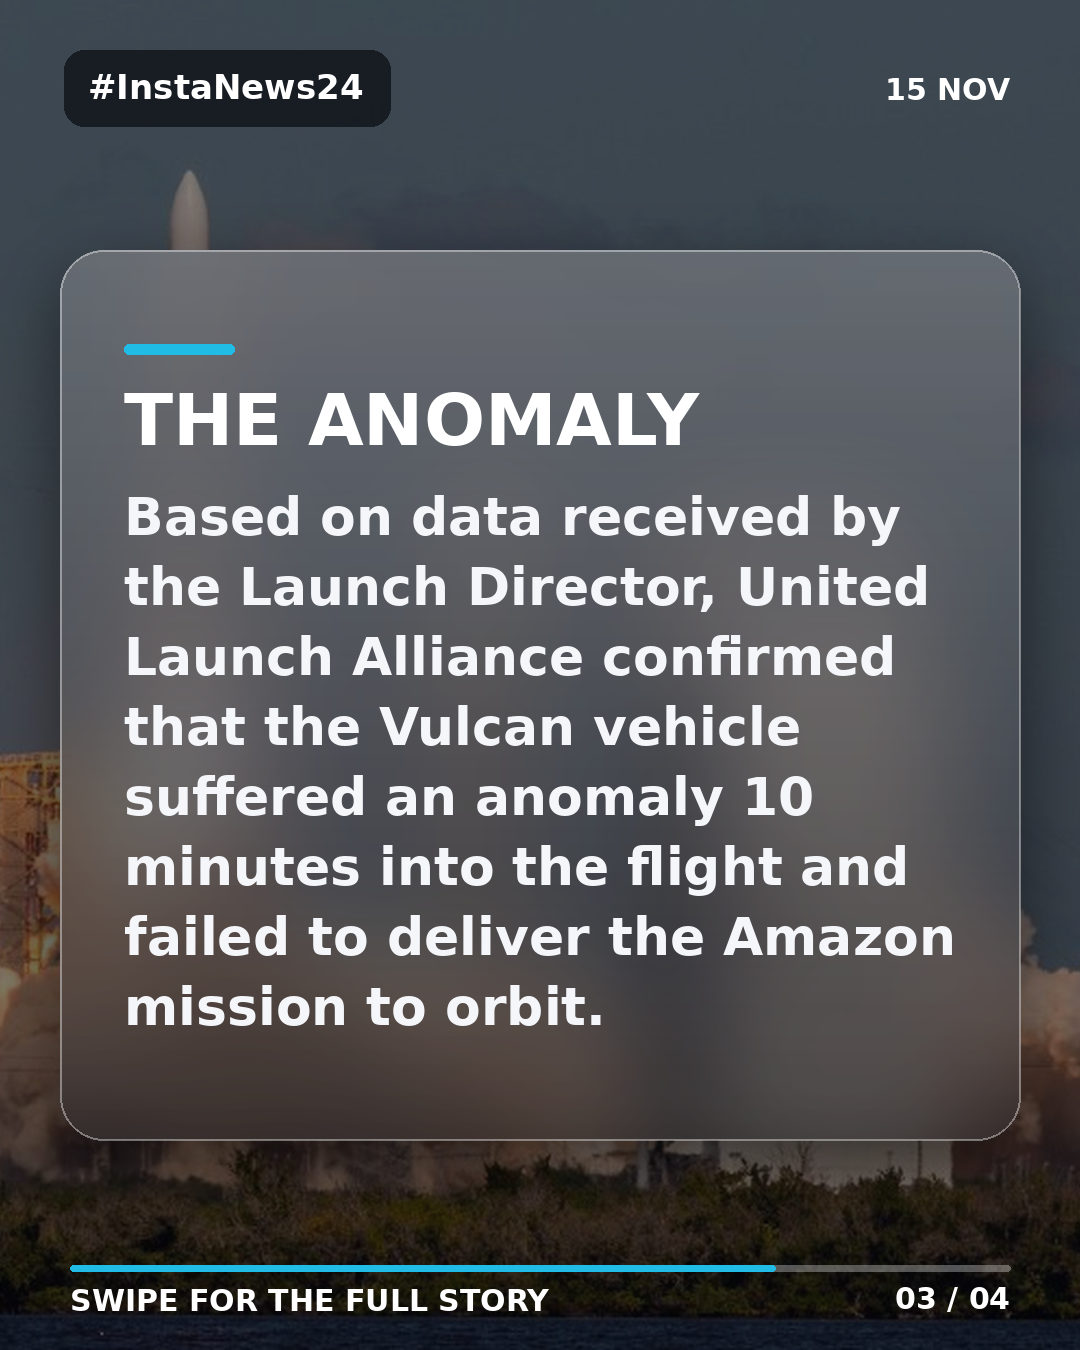 #InstaNews24
15 NOV
THE ANOMALY
Based on data received by
the Launch Director, United
Launch Alliance confirmed
that the Vulcan vehicle
suffered an anomaly 10
minutes into the flight and
failed to deliver the Amazon
mission to orbit.
SWIPE FOR THE FULL STORY
03 / 04